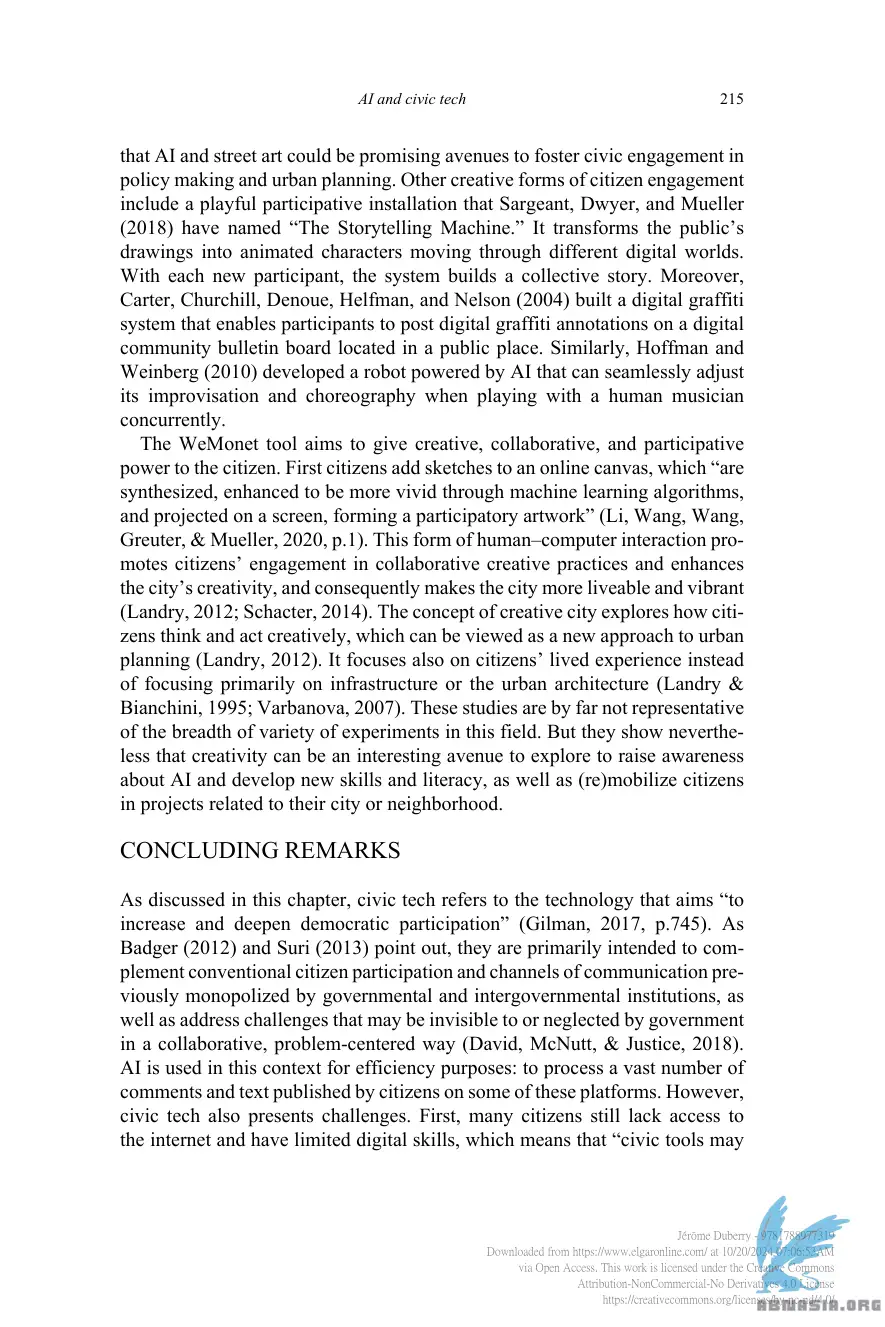 AI and civic tech 215
that AI and street art could be promising avenues to foster civic engagement in
policy making and urban planning. Other creative forms of citizen engagement
include a playful participative installation that Sargeant, Dwyer, and Mueller
(2018) have named “The Storytelling Machine.” It transforms the public’s
drawings into animated characters moving through different digital worlds.
With each new participant, the system builds a collective story. Moreover,
Carter, Churchill, Denoue, Helfman, and Nelson (2004) built a digital graffiti
system that enables participants to post digital graffiti annotations on a digital
community bulletin board located in a public place. Similarly, Hoffman and
Weinberg (2010) developed a robot powered by AI that can seamlessly adjust
its improvisation and choreography when playing with a human musician
concurrently.
The WeMonet tool aims to give creative, collaborative, and participative
power to the citizen. First citizens add sketches to an online canvas, which “are
synthesized, enhanced to be more vivid through machine learning algorithms,
and projected on a screen, forming a participatory artwork” (Li, Wang, Wang,
Greuter, & Mueller, 2020, p.1). This form of human–computer interaction pro-
motes citizens’ engagement in collaborative creative practices and enhances
the city’s creativity, and consequently makes the city more liveable and vibrant
(Landry, 2012; Schacter, 2014). The concept of creative city explores how citi-
zens think and act creatively, which can be viewed as a new approach to urban
planning (Landry, 2012). It focuses also on citizens’ lived experience instead
of focusing primarily on infrastructure or the urban architecture (Landry &
Bianchini, 1995; Varbanova, 2007). These studies are by far not representative
of the breadth of variety of experiments in this field. But they show neverthe-
less that creativity can be an interesting avenue to explore to raise awareness
about AI and develop new skills and literacy, as well as (re)mobilize citizens
in projects related to their city or neighborhood.
CONCLUDING REMARKS
As discussed in this chapter, civic tech refers to the technology that aims “to
increase and deepen democratic participation” (Gilman, 2017, p.745). As
Badger (2012) and Suri (2013) point out, they are primarily intended to com-
plement conventional citizen participation and channels of communication pre-
viously monopolized by governmental and intergovernmental institutions, as
well as address challenges that may be invisible to or neglected by government
in a collaborative, problem-centered way (David, McNutt, & Justice, 2018).
AI is used in this context for efficiency purposes: to process a vast number of
comments and text published by citizens on some of these platforms. However,
civic tech also presents challenges. First, many citizens still lack access to
the internet and have limited digital skills, which means that “civic tools may
Jérôme Duberry - 9781788977319
Downloaded from https://www.elgaronline.com/ at 10/20/2024 07:06:53AM
via Open Access. This work is licensed under the Creative Commons
Attribution-NonCommercial-No Derivatives 4.0 License
https://creativecommons.org/licenses/by-nc-nd/4.0/
ABNASIA.ORG